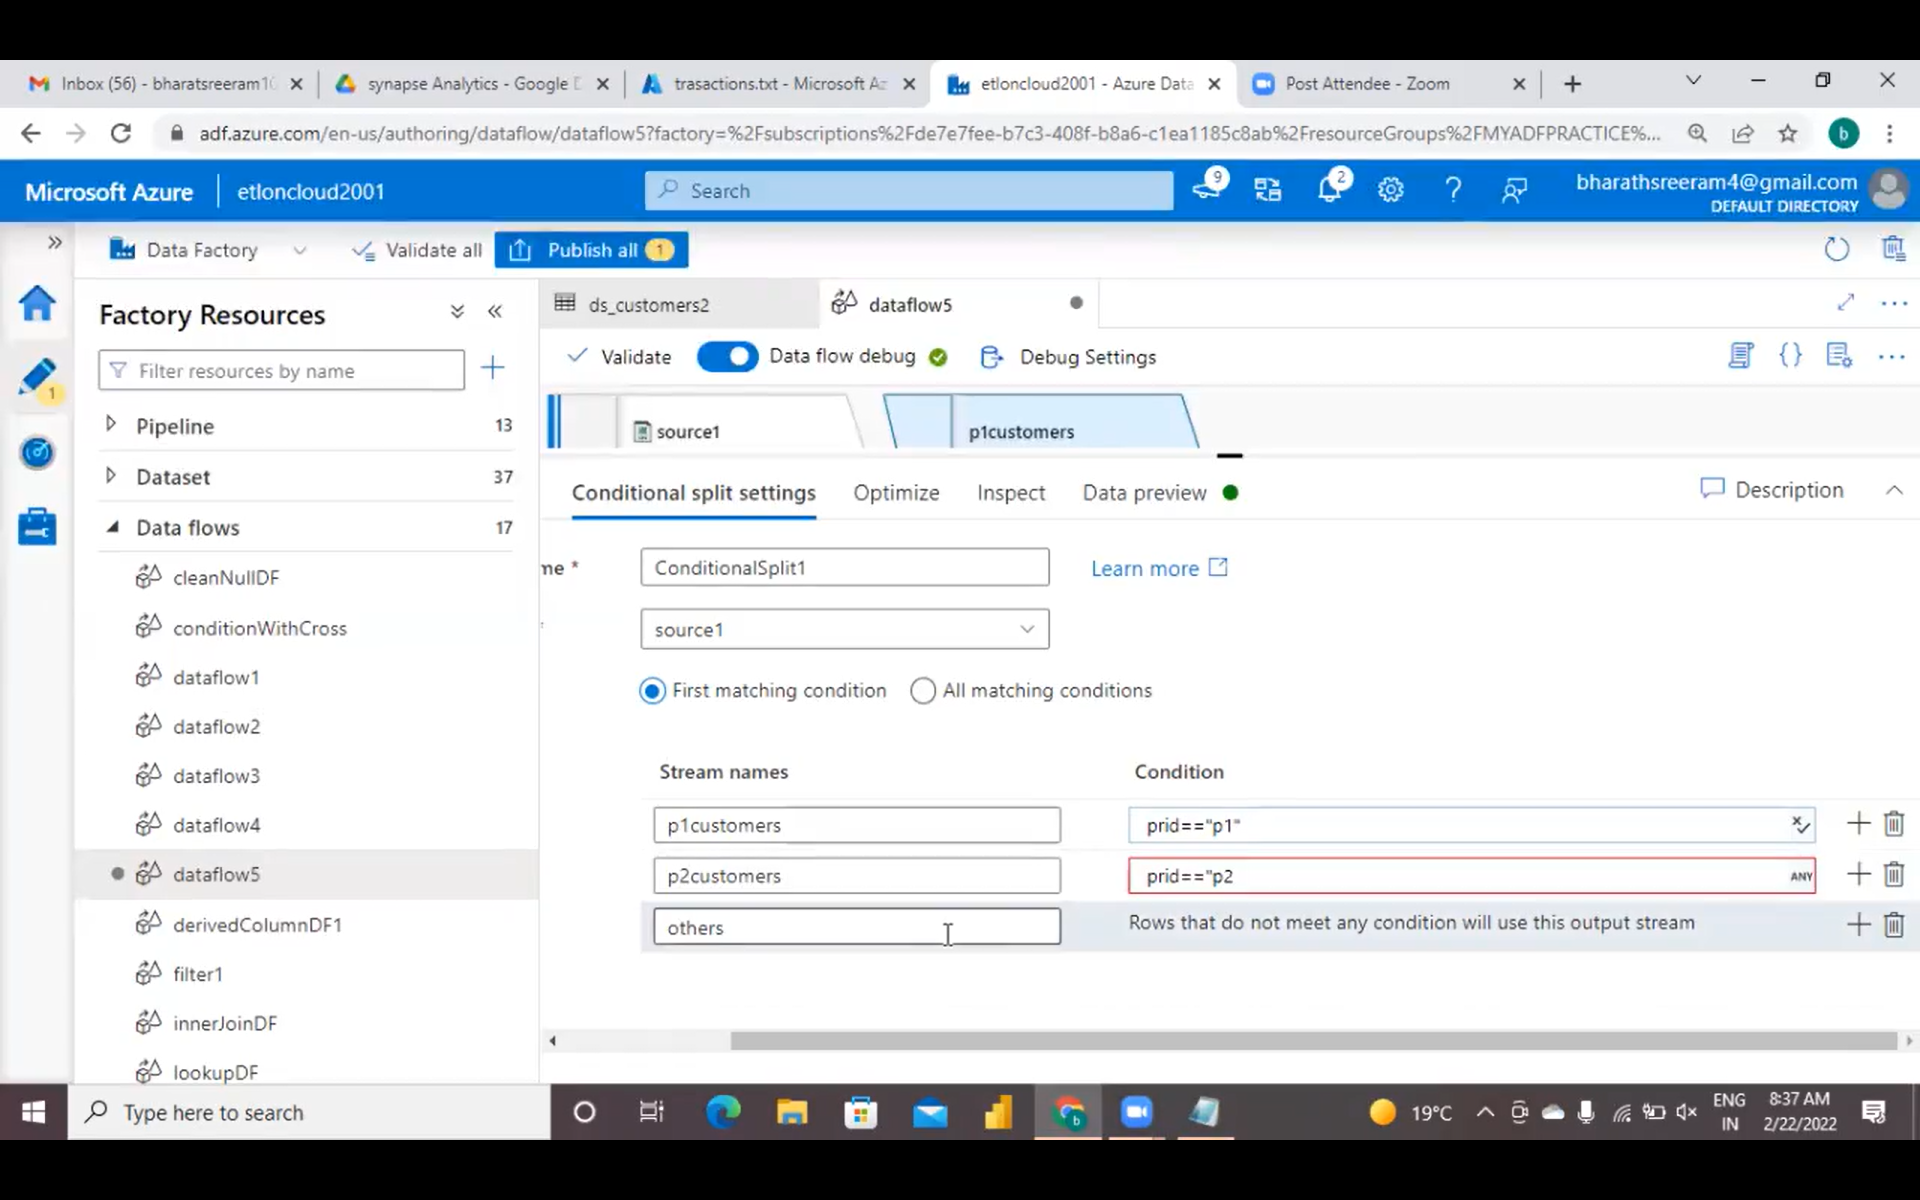 Inbox (56) - bharatsreeram10
synapse Analytics - Google D
trasactions.txt - Microsoft Az
etloncloud2001 - Azure Data
Post Attendee - Zoom
adf.azure.com/en-us/authoring/dataflow/dataflow5?factory=%2Fsubscriptions%2Fde7e7fee-b7c3-408f-b8a6-c1ea1185c8ab%2FresourceGroups%2FMYADFPRACTICE%...
b
Microsoft Azure
etloncloud2001
Search
9
2
bharathsreeram4@gmail.com
DEFAULT DIRECTORY
Data Factory
Validate all
Publish all 1
1
Factory Resources
Filter resources by name
Pipeline 13
Dataset 37
Data flows 17
cleanNullDF
conditionWithCross
dataflow1
dataflow2
dataflow3
dataflow4
dataflow5
derivedColumnDF1
filter1
innerJoinDF
lookupDF
ds_customers2
dataflow5
Validate
Data flow debug
Debug Settings
source1
p1customers
Conditional split settings
Optimize
Inspect
Data preview
Description
me *
ConditionalSplit1
Learn more
*
source1
First matching condition
All matching conditions
Stream names
Condition
p1customers
prid=="p1"
p2customers
prid=="p2
ANY
others
Rows that do not meet any condition will use this output stream
Type here to search
19°C
ENG
IN
8:37 AM
2/22/2022